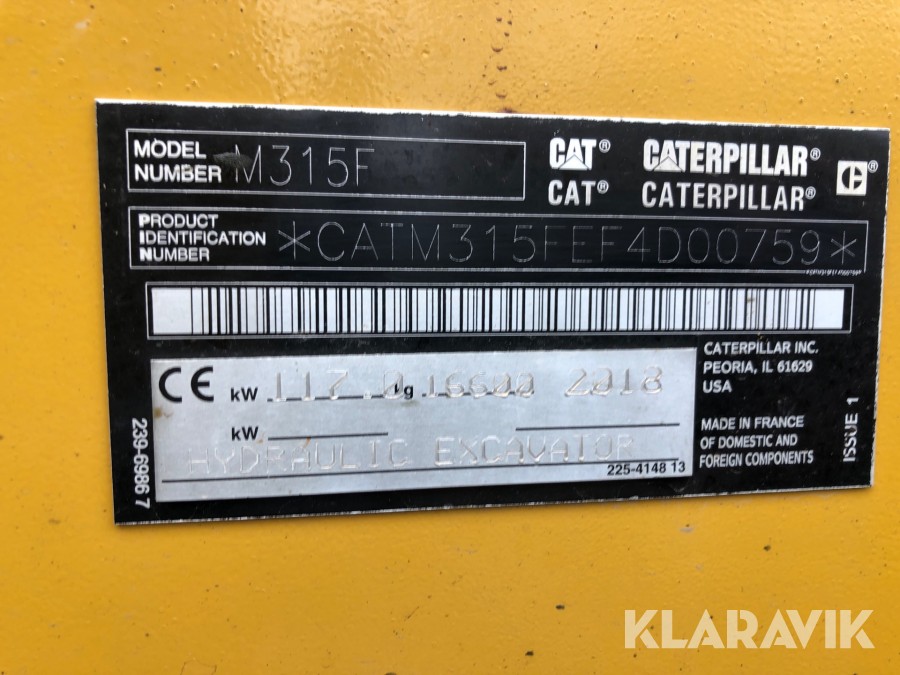 MODEL NUMBER M315F
CAT® CATERPILLAR®
CAT® CATERPILLAR®
C®
PRODUCT
IDENTIFICATION
NUMBER
PIN
*CATM315FEF4D00759*
CE kW 117.0 kg 16600 2018
kW
HYDRAULIC EXCAVATOR
225-4148 13
CATERPILLAR INC.
PEORIA, IL 61629
USA
MADE IN FRANCE
OF DOMESTIC AND
FOREIGN COMPONENTS
ISSUE 1
239-6986 7
KLARAVIK